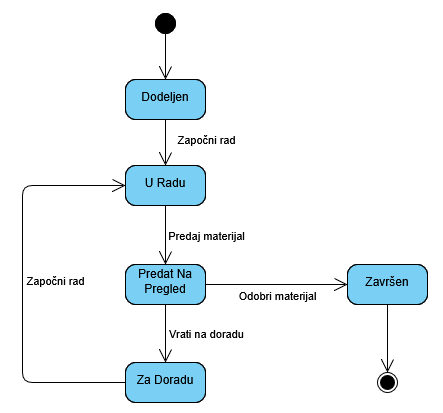 Dodeljen
Započni rad
U Radu
Predaj materijal
Predat Na
Pregled
Završen
Započni rad
Odobri materijal
Vrati na doradu
Za Doradu